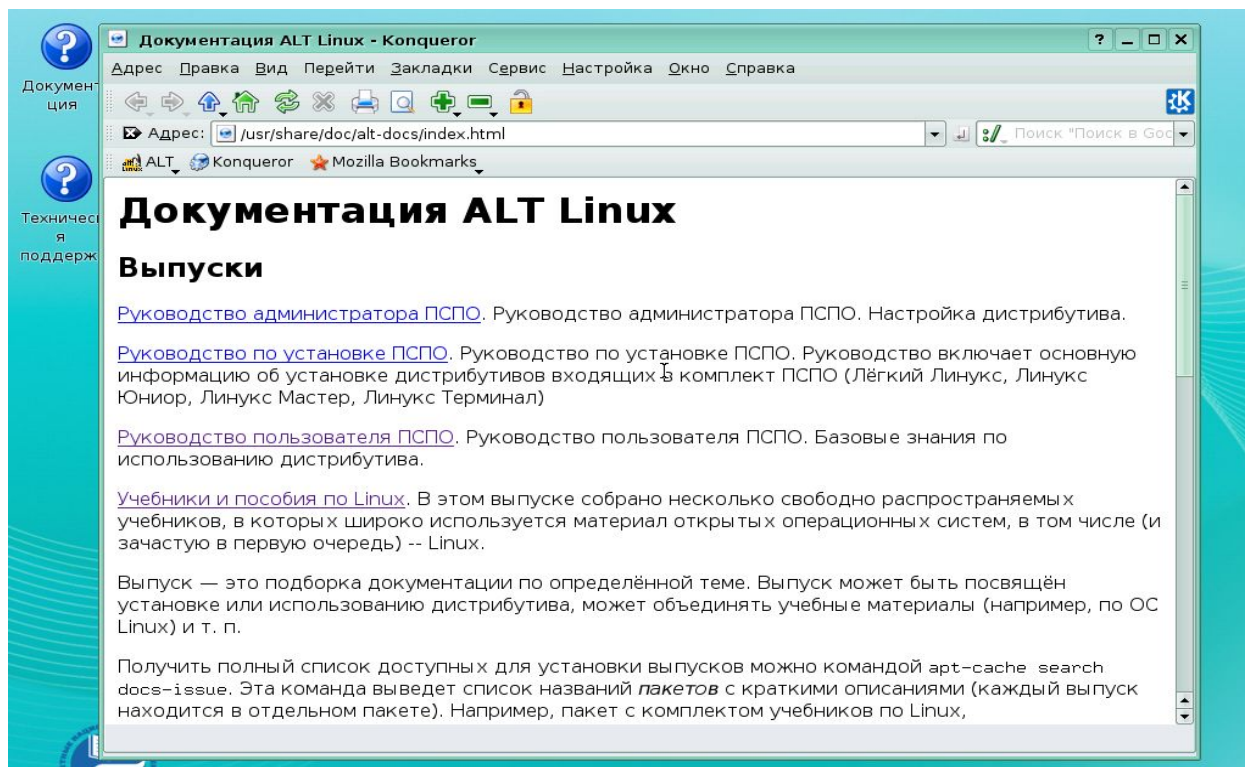 Документация ALT Linux - Konqueror
Адрес Правка Вид Перейти Закладки Сервис Настройка Окно Справка
Адрес: /usr/share/doc/alt-docs/index.html Поиск "Поиск в Goo
ALT Konqueror Mozilla Bookmarks
Документ
ция
Техничес
я
поддерж
Документация ALT Linux
Выпуски
Руководство администратора ПСПО. Руководство администратора ПСПО. Настройка дистрибутива.
Руководство по установке ПСПО. Руководство по установке ПСПО. Руководство включает основную
информацию об установке дистрибутивов входящих в комплект ПСПО (Лёгкий Линукс, Линукс
Юниор, Линукс Мастер, Линукс Терминал)
Руководство пользователя ПСПО. Руководство пользователя ПСПО. Базовые знания по
использованию дистрибутива.
Учебники и пособия по Linux. В этом выпуске собрано несколько свободно распространяемых
учебников, в которых широко используется материал открытых операционных систем, в том числе (и
зачастую в первую очередь) -- Linux.
Выпуск — это подборка документации по определённой теме. Выпуск может быть посвящён
установке или использованию дистрибутива, может объединять учебные материалы (например, по ОС
Linux) и т. п.
Получить полный список доступных для установки выпусков можно командой apt-cache search
docs-issue. Эта команда выведет список названий пакетов с краткими описаниями (каждый выпуск
находится в отдельном пакете). Например, пакет с комплектом учебников по Linux,